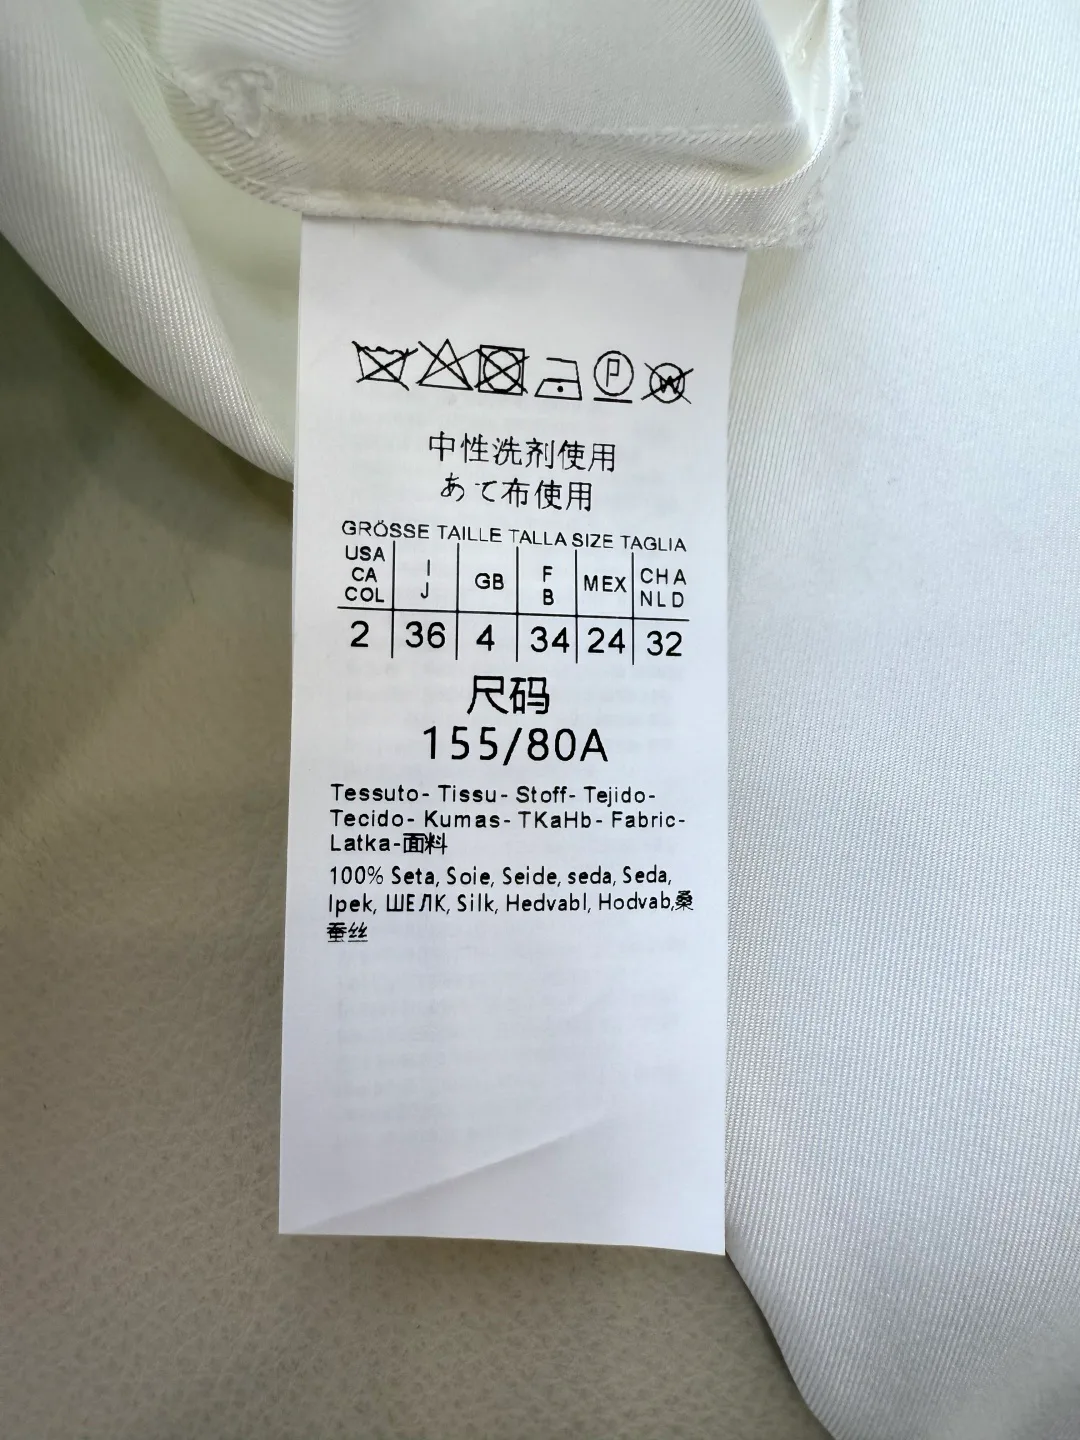 P W
中性洗剂使用
あて布使用
GRÖSSE TAILLE TALLA SIZE TAGLIA
USA CA COL I J GB F B MEX CHA NLD
2 36 4 34 24 32
尺码
155/80A
Tessuto- Tissu- Stoff- Tejido-
Tecido- Kumas- TKaHb- Fabric-
Latka-面料
100% Seta, Soie, Seide, seda, Seda,
Ipek, ШЕЛК, Silk, Hedvabl, Hodvab,桑
蚕丝